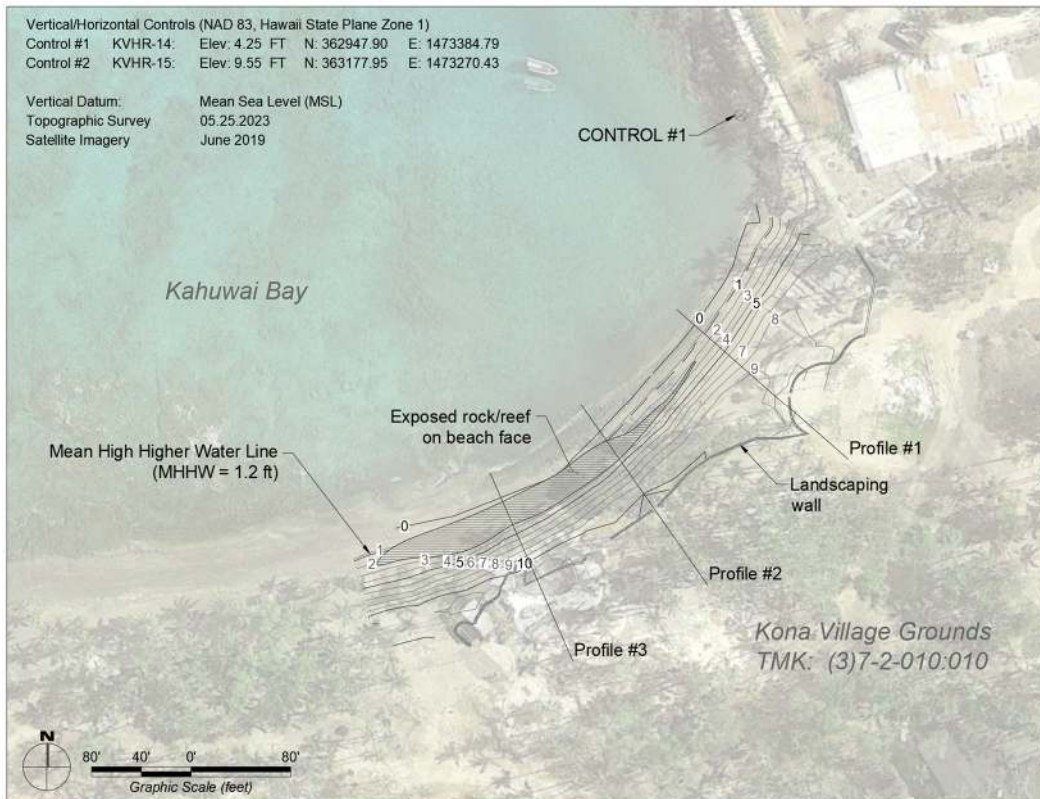 Vertical/Horizontal Controls (NAD 83, Hawaii State Plane Zone 1)
Control #1 KVHR-14: Elev: 4.25 FT N: 362947.90 E: 1473384.79
Control #2 KVHR-15: Elev: 9.55 FT N: 363177.95 E: 1473270.43
Vertical Datum: Mean Sea Level (MSL)
Topographic Survey 05.25.2023
Satellite Imagery June 2019
CONTROL #1
Kahuwai Bay
1
3
5
0
2
4
8
7
9
Exposed rock/reef
on beach face
Mean High Higher Water Line
(MHHW = 1.2 ft)
Profile #1
Landscaping
wall
-0
1
2 3 4 5 6 7 8 9 10
Profile #2
Profile #3
Kona Village Grounds
TMK: (3)7-2-010:010
N
80' 40' 0' 80'
Graphic Scale (feet)